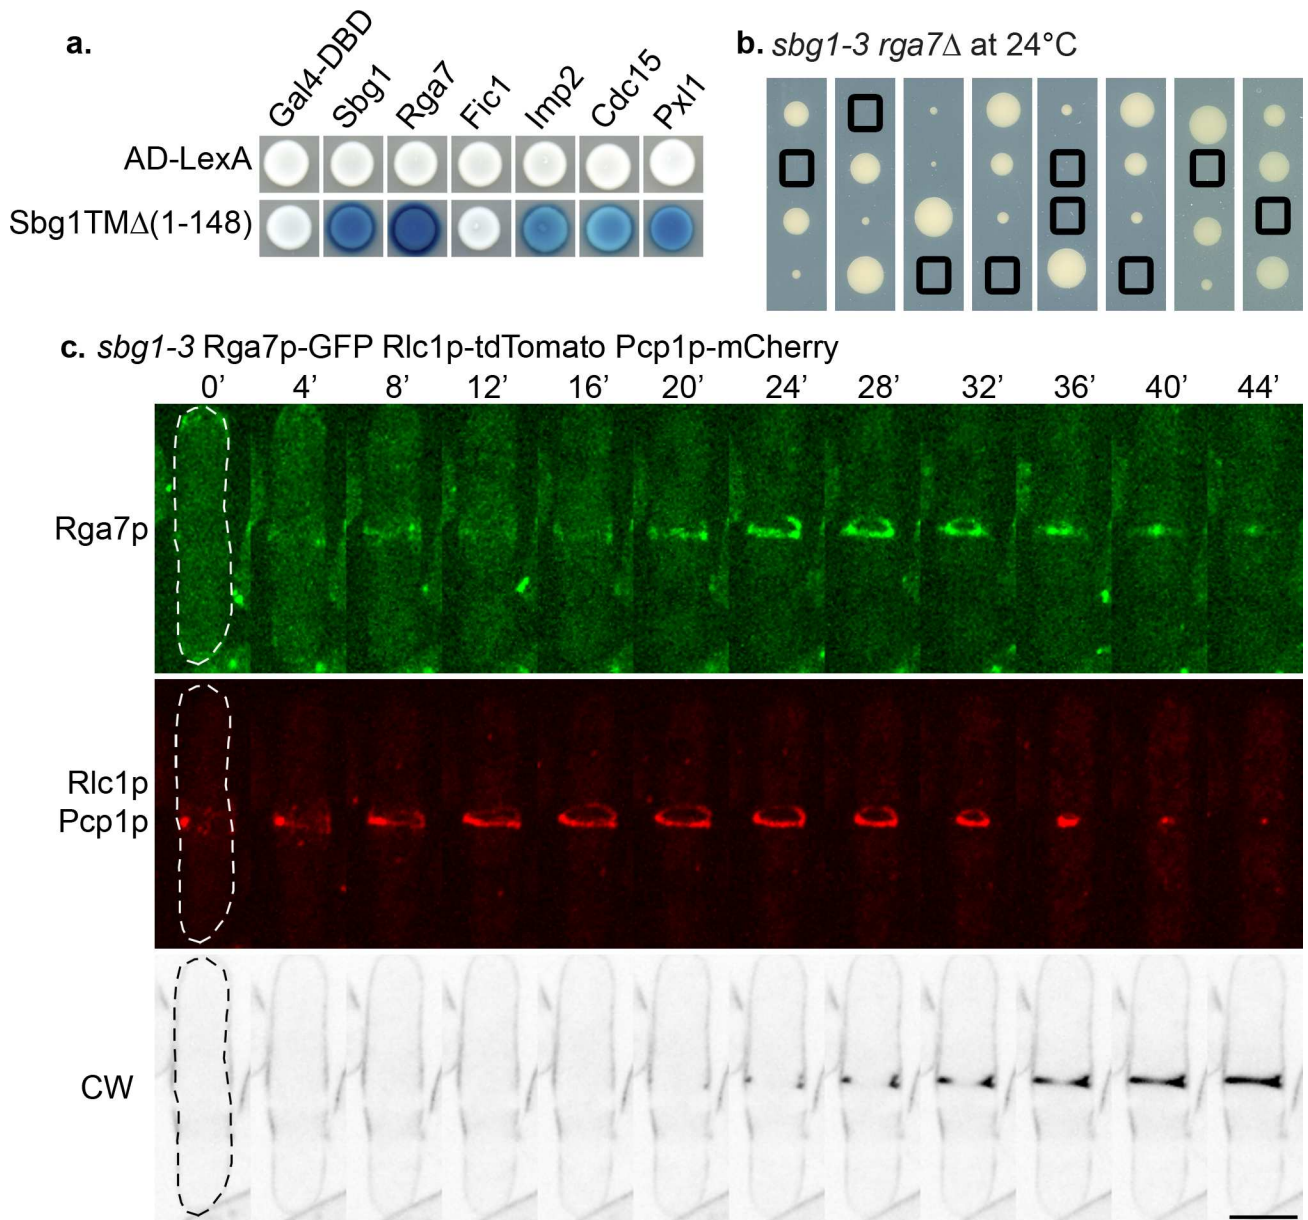 a.
Gal4-DBD
Sbg1
Rga7
Fic1
Imp2
Cdc15
Pxl1
AD-LexA
Sbg1TMΔ(1-148)
b. sbg1-3 rga7Δ at 24°C
c. sbg1-3 Rga7p-GFP Rlc1p-tdTomato Pcp1p-mCherry
0’ 4’ 8’ 12’ 16’ 20’ 24’ 28’ 32’ 36’ 40’ 44’
Rga7p
Rlc1p
Pcp1p
CW